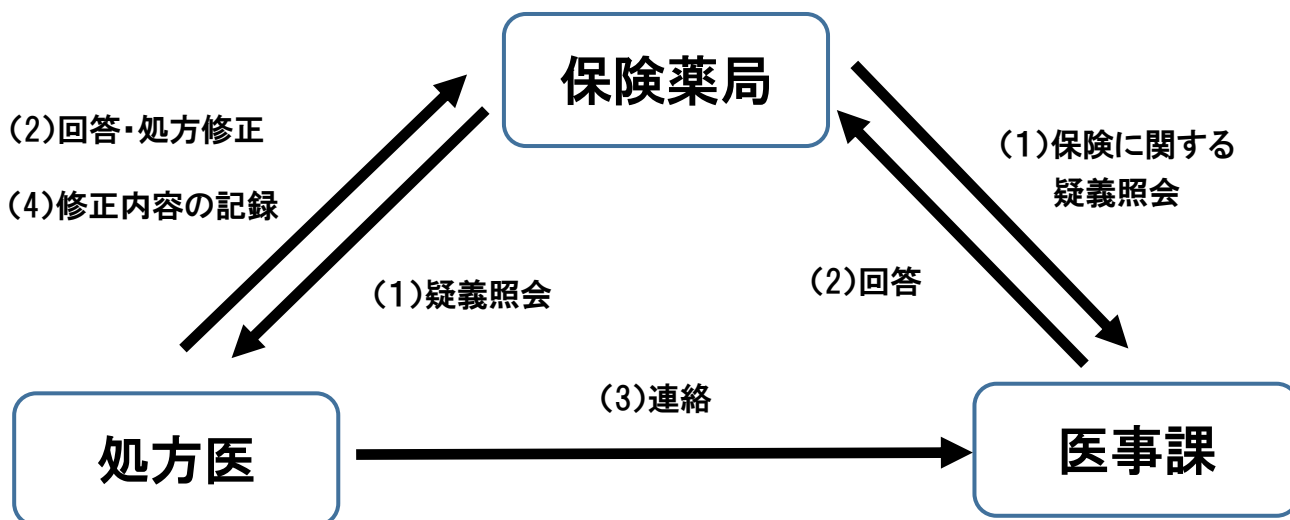 保険薬局
(2)回答・処方修正
(4)修正内容の記録
(1)保険に関する
疑義照会
(1)疑義照会
(2)回答
(3)連絡
処方医
医事課